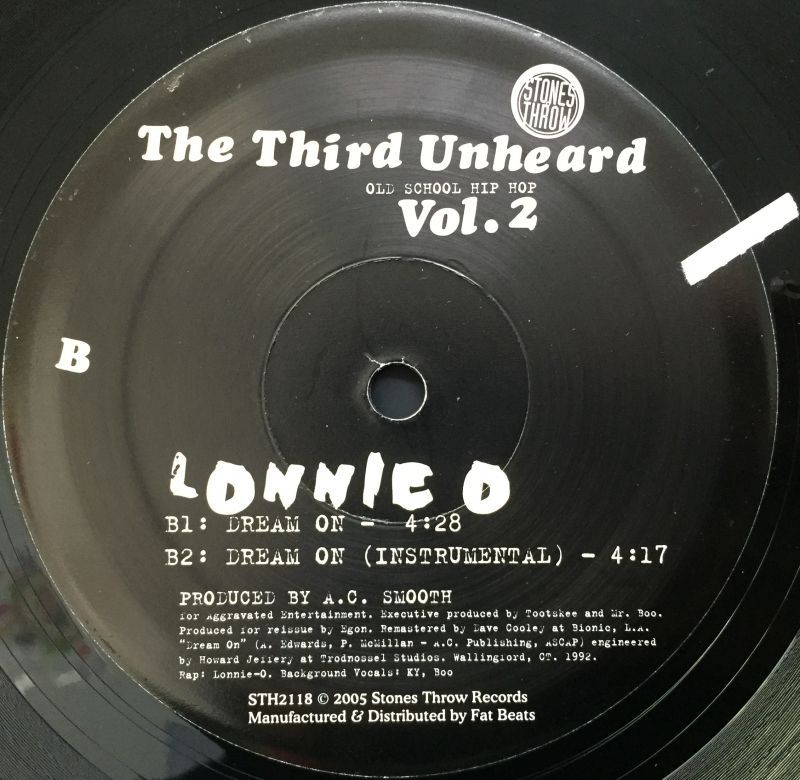 STONES
THROW
The Third Unheard
OLD SCHOOL HIP HOP
Vol. 2
B
LONNIE O
B1: DREAM ON - 4:28
B2: DREAM ON (INSTRUMENTAL) - 4:17
PRODUCED BY A.C. SMOOTH
for Aggravated Entertainment. Executive produced by Tootskee and Mr. Boo.
Produced for reissue by Egon. Remastered by Dave Cooley at Bionic, L.A.
"Dream On" (A. Edwards, P. McMillan - A.C. Publishing, ASCAP) engineered
by Howard Jeffery at Trodnossel Studios. Wallingford, CT. 1992.
Rap: Lonnie-O. Background Vocals: KY, Boo
STH2118 © 2005 Stones Throw Records
Manufactured & Distributed by Fat Beats